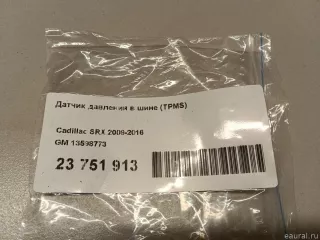 Датчик давления в шине (TPMS)
Cadillac SRX 2009-2016
GM 13598773
23 751 913
eaural.ru